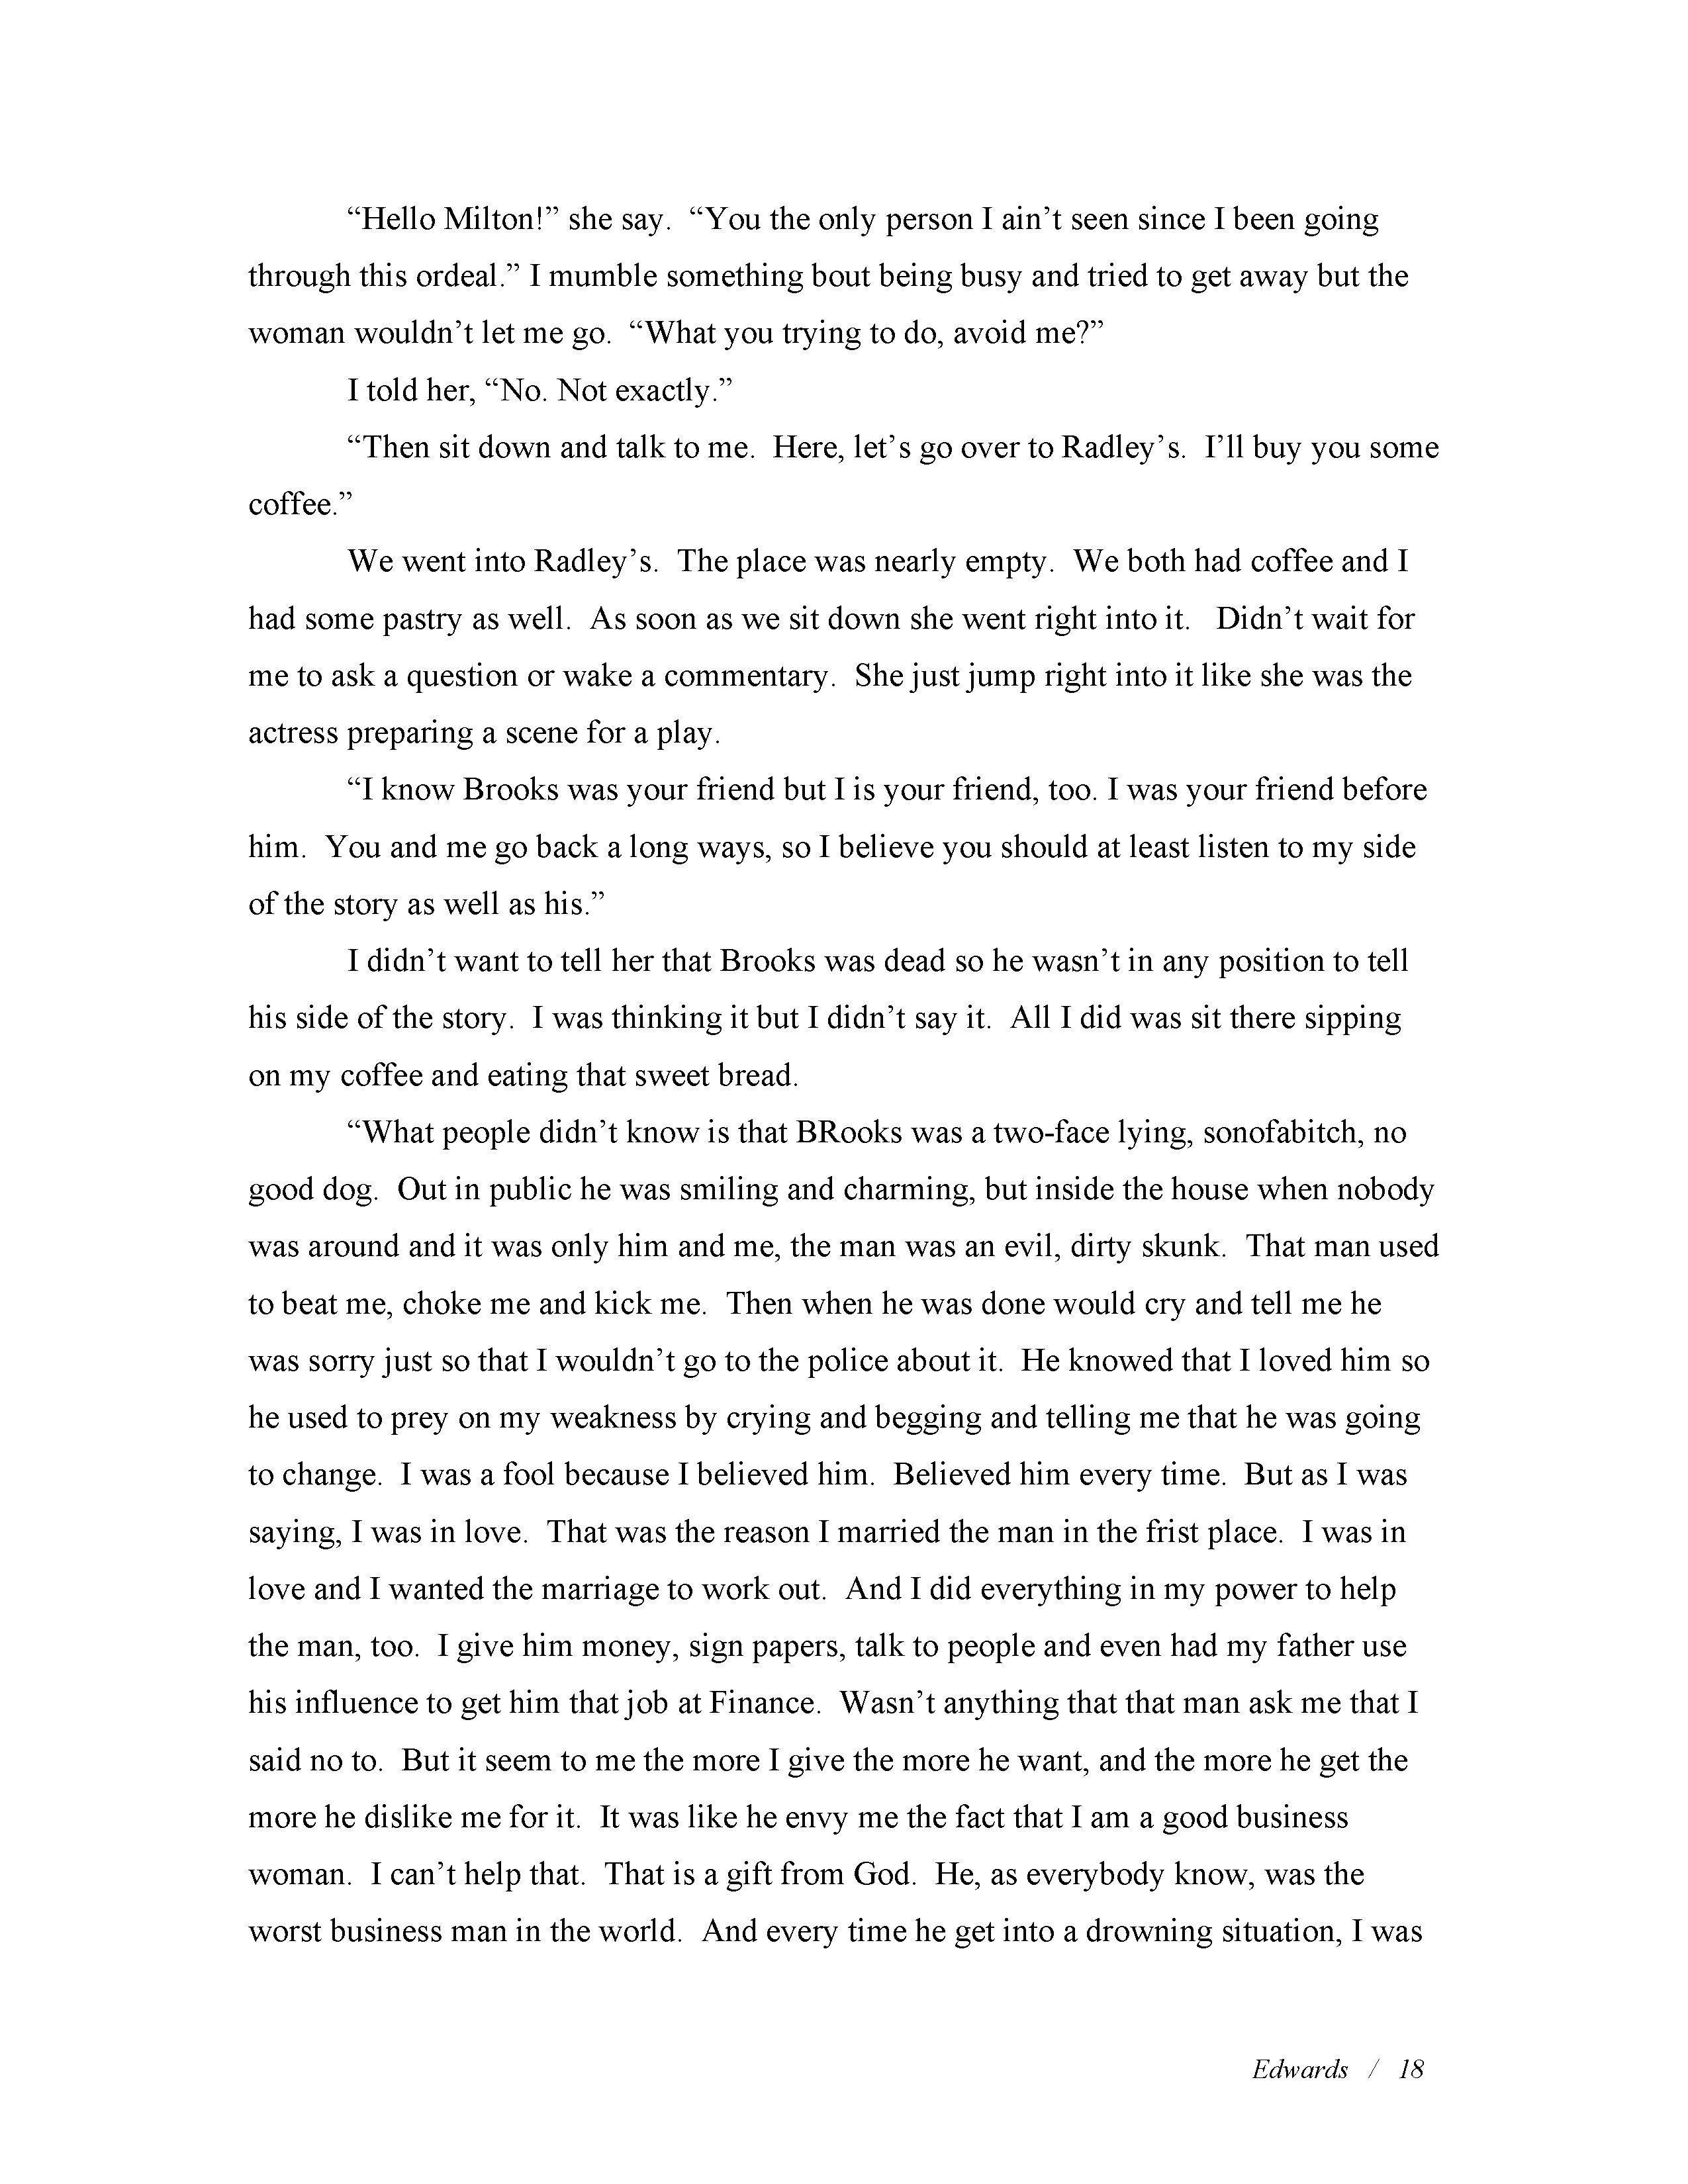 “Hello Milton!” she say.  “You the only person I ain’t seen since I been going
through this ordeal.” I mumble something bout being busy and tried to get away but the
woman wouldn’t let me go.  “What you trying to do, avoid me?”
I told her, “No. Not exactly.”
“Then sit down and talk to me.  Here, let’s go over to Radley’s.  I’ll buy you some
coffee.”
We went into Radley’s.  The place was nearly empty.  We both had coffee and I
had some pastry as well.  As soon as we sit down she went right into it.   Didn’t wait for
me to ask a question or wake a commentary.  She just jump right into it like she was the
actress preparing a scene for a play.
“I know Brooks was your friend but I is your friend, too. I was your friend before
him.  You and me go back a long ways, so I believe you should at least listen to my side
of the story as well as his.”
I didn’t want to tell her that Brooks was dead so he wasn’t in any position to tell
his side of the story.  I was thinking it but I didn’t say it.  All I did was sit there sipping
on my coffee and eating that sweet bread.
“What people didn’t know is that BRooks was a two-face lying, sonofabitch, no
good dog.  Out in public he was smiling and charming, but inside the house when nobody
was around and it was only him and me, the man was an evil, dirty skunk.  That man used
to beat me, choke me and kick me.  Then when he was done would cry and tell me he
was sorry just so that I wouldn’t go to the police about it.  He knowed that I loved him so
he used to prey on my weakness by crying and begging and telling me that he was going
to change.  I was a fool because I believed him.  Believed him every time.  But as I was
saying, I was in love.  That was the reason I married the man in the frist place.  I was in
love and I wanted the marriage to work out.  And I did everything in my power to help
the man, too.  I give him money, sign papers, talk to people and even had my father use
his influence to get him that job at Finance.  Wasn’t anything that that man ask me that I
said no to.  But it seem to me the more I give the more he want, and the more he get the
more he dislike me for it.  It was like he envy me the fact that I am a good business
woman.  I can’t help that.  That is a gift from God.  He, as everybody know, was the
worst business man in the world.  And every time he get into a drowning situation, I was
Edwards / 18